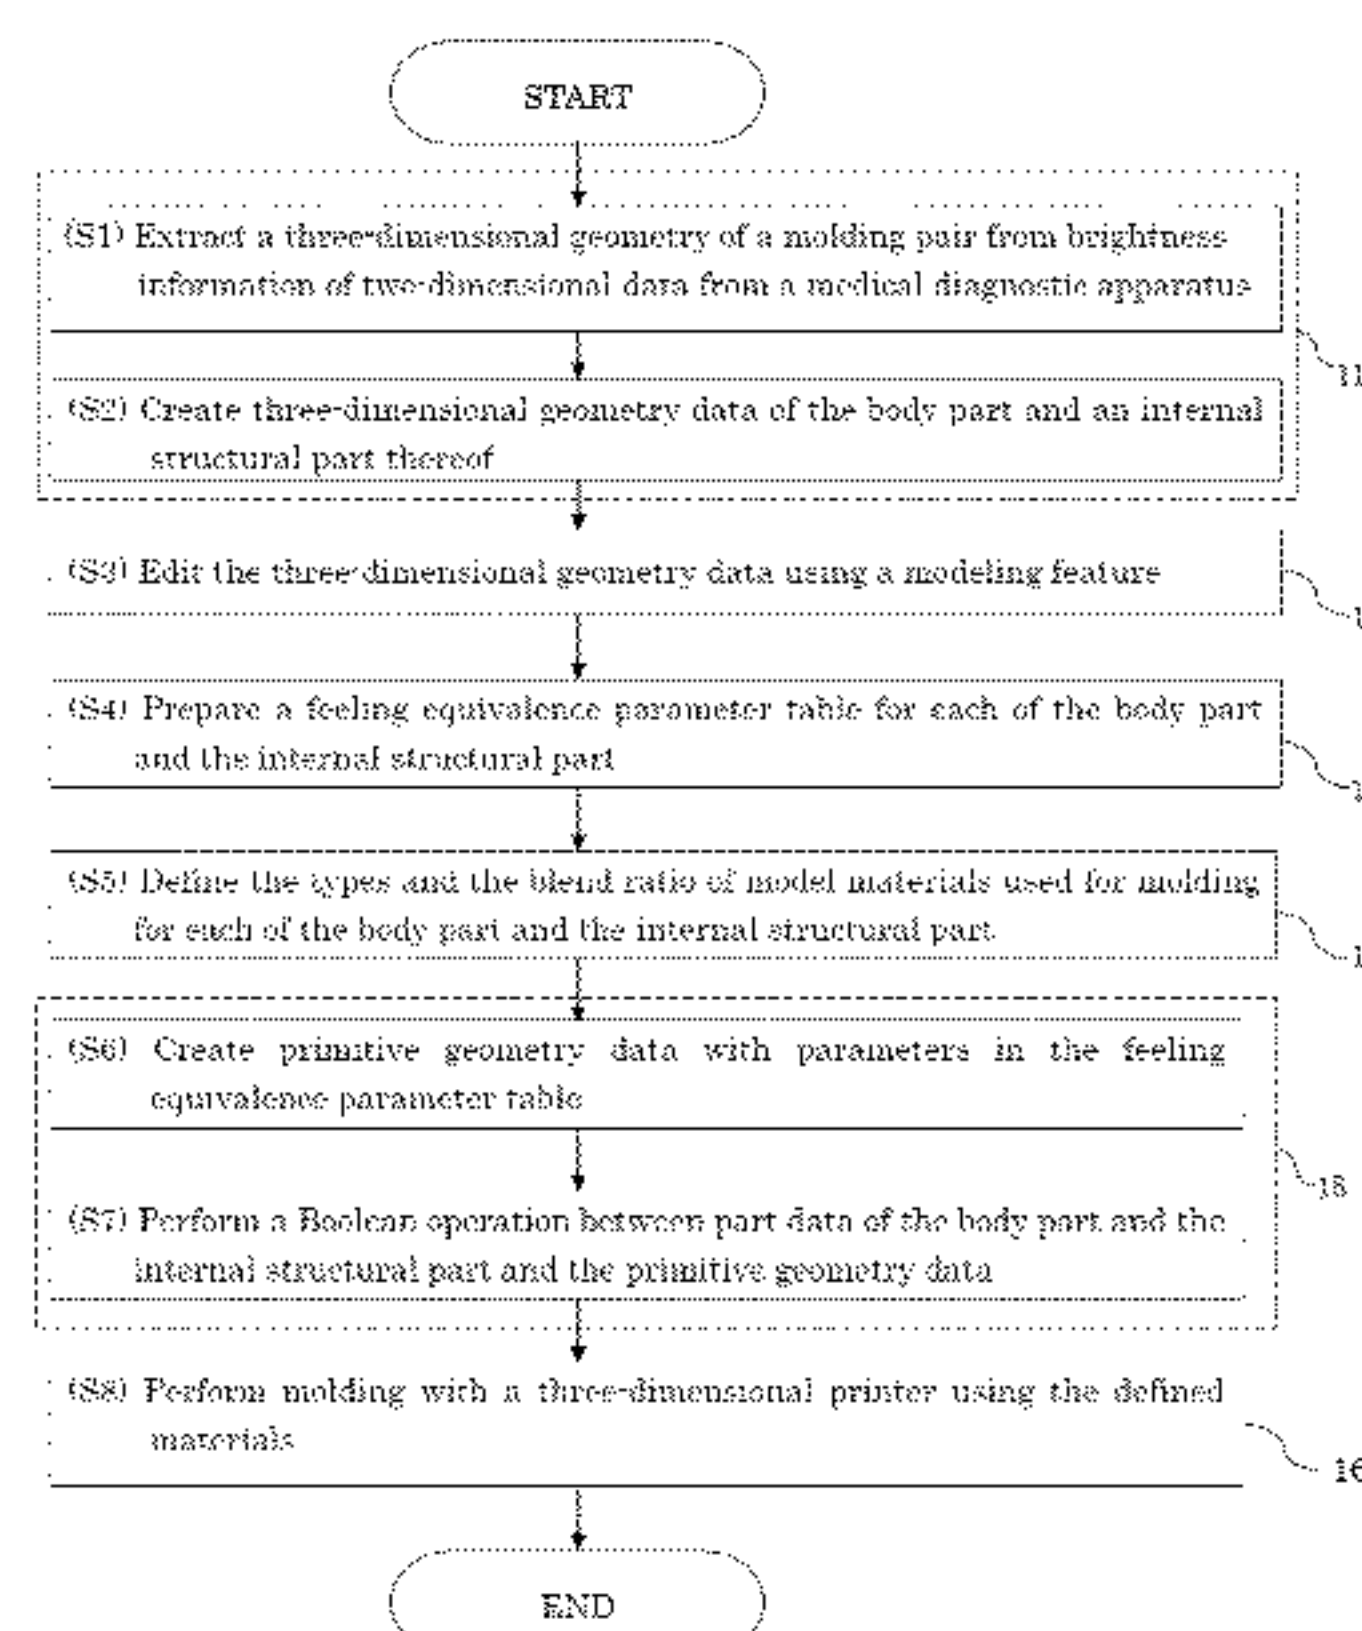 START
(S1) Extract a three-dimensional geometry of a molding pair from brightness
information of two-dimensional data from a medical diagnostic apparatus
11
(S2) Create three-dimensional geometry data of the body part and an internal
structural part thereof
(S3) Edit the three-dimensional geometry data using a modeling feature
(S4) Prepare a feeling equivalence parameter table for each of the body part
and the internal structural part
(S5) Define the types and the blend ratio of model materials used for molding
for each of the body part and the internal structural part
(S6) Create primitive geometry data with parameters in the feeling
equivalence parameter table
(S7) Perform a Boolean operation between part data of the body part and the
internal structural part and the primitive geometry data
(S8) Perform molding with a three-dimensional printer using the defined
materials
16
END